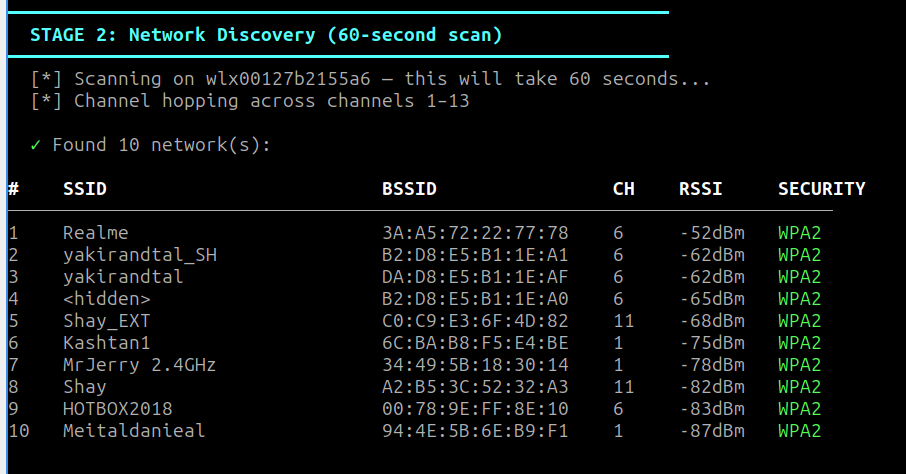 STAGE 2: Network Discovery (60-second scan)
[*] Scanning on wlx00127b2155a6 — this will take 60 seconds...
[*] Channel hopping across channels 1–13
✓ Found 10 network(s):
# SSID BSSID CH RSSI SECURITY
1 Realme 3A:A5:72:22:77:78 6 -52dBm WPA2
2 yakirandtal_SH B2:D8:E5:B1:1E:A1 6 -62dBm WPA2
3 yakirandtal DA:D8:E5:B1:1E:AF 6 -62dBm WPA2
4 <hidden> B2:D8:E5:B1:1E:A0 6 -65dBm WPA2
5 Shay_EXT C0:C9:E3:6F:4D:82 11 -68dBm WPA2
6 Kashtan1 6C:BA:B8:F5:E4:BE 1 -75dBm WPA2
7 MrJerry 2.4GHz 34:49:5B:18:30:14 1 -78dBm WPA2
8 Shay A2:B5:3C:52:32:A3 11 -82dBm WPA2
9 HOTBOX2018 00:78:9E:FF:8E:10 6 -83dBm WPA2
10 Meitaldanieal 94:4E:5B:6E:B9:F1 1 -87dBm WPA2